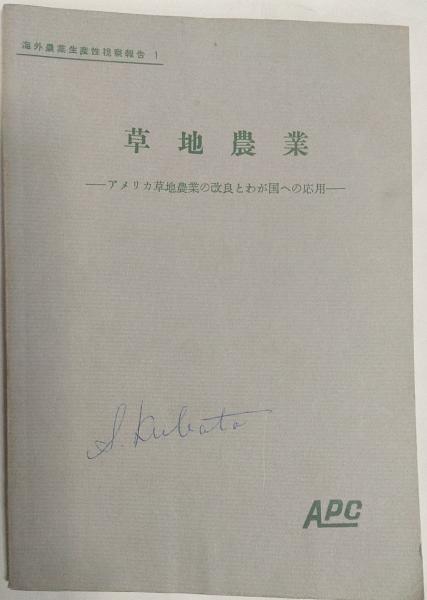 海外農業生産性視察報告 1
草地農業
──アメリカ草地農業の改良とわが国への応用──
S. Kubota
APC